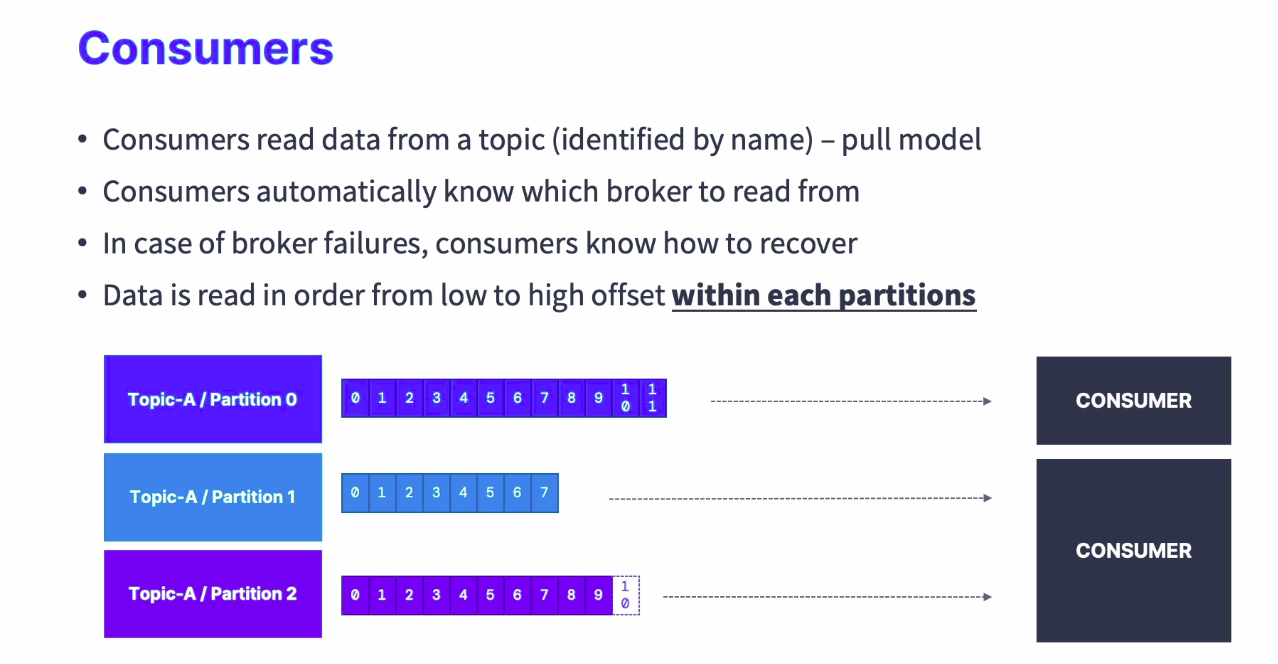 Consumers
• Consumers read data from a topic (identified by name) – pull model
• Consumers automatically know which broker to read from
• In case of broker failures, consumers know how to recover
• Data is read in order from low to high offset within each partitions
Topic-A / Partition 0
0 1 2 3 4 5 6 7 8 9 10 11
CONSUMER
Topic-A / Partition 1
0 1 2 3 4 5 6 7
CONSUMER
Topic-A / Partition 2
0 1 2 3 4 5 6 7 8 9 10